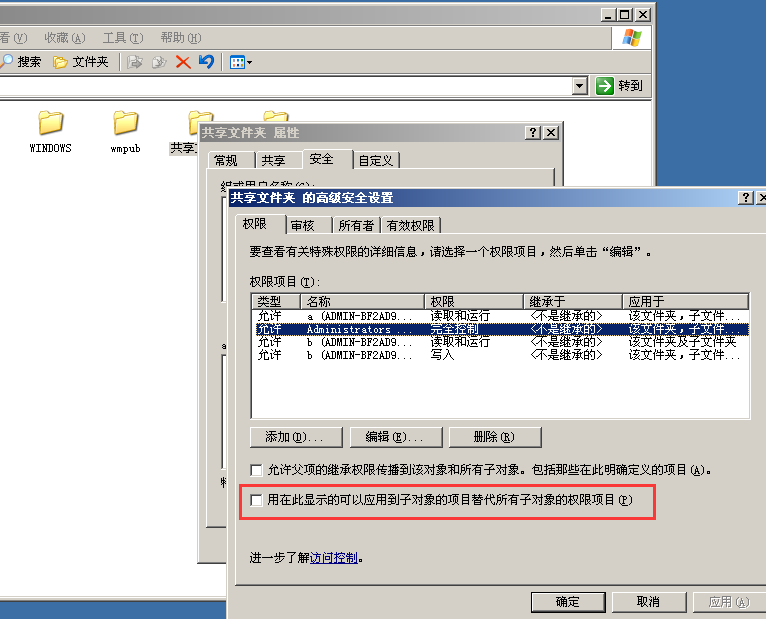 看(V) 收藏(A) 工具(T) 帮助(H)
搜索 文件夹
转到
WINDOWS wmpub 共享文
共享文件夹 属性
常规 共享 安全 自定义
组或用户名称(G):
共享文件夹 的高级安全设置
权限 审核 所有者 有效权限
要查看有关特殊权限的详细信息，请选择一个权限项目，然后单击“编辑”。
权限项目(T):
类型 名称 权限 继承于 应用于
允许 a (ADMIN-BF2AD9... 读取和运行 <不是继承的> 该文件夹，子文件...
允许 Administrators ... 完全控制 <不是继承的> 该文件夹，子文件...
允许 b (ADMIN-BF2AD9... 读取和运行 <不是继承的> 该文件夹及子文件夹
允许 b (ADMIN-BF2AD9... 写入 <不是继承的> 该文件夹，子文件...
添加(D)... 编辑(E)... 删除(R)
允许父项的继承权限传播到该对象和所有子对象。包括那些在此明确定义的项目(A)。
用在此显示的可以应用到子对象的项目替代所有子对象的权限项目(P)
进一步了解访问控制。
确定 取消 应用(A)